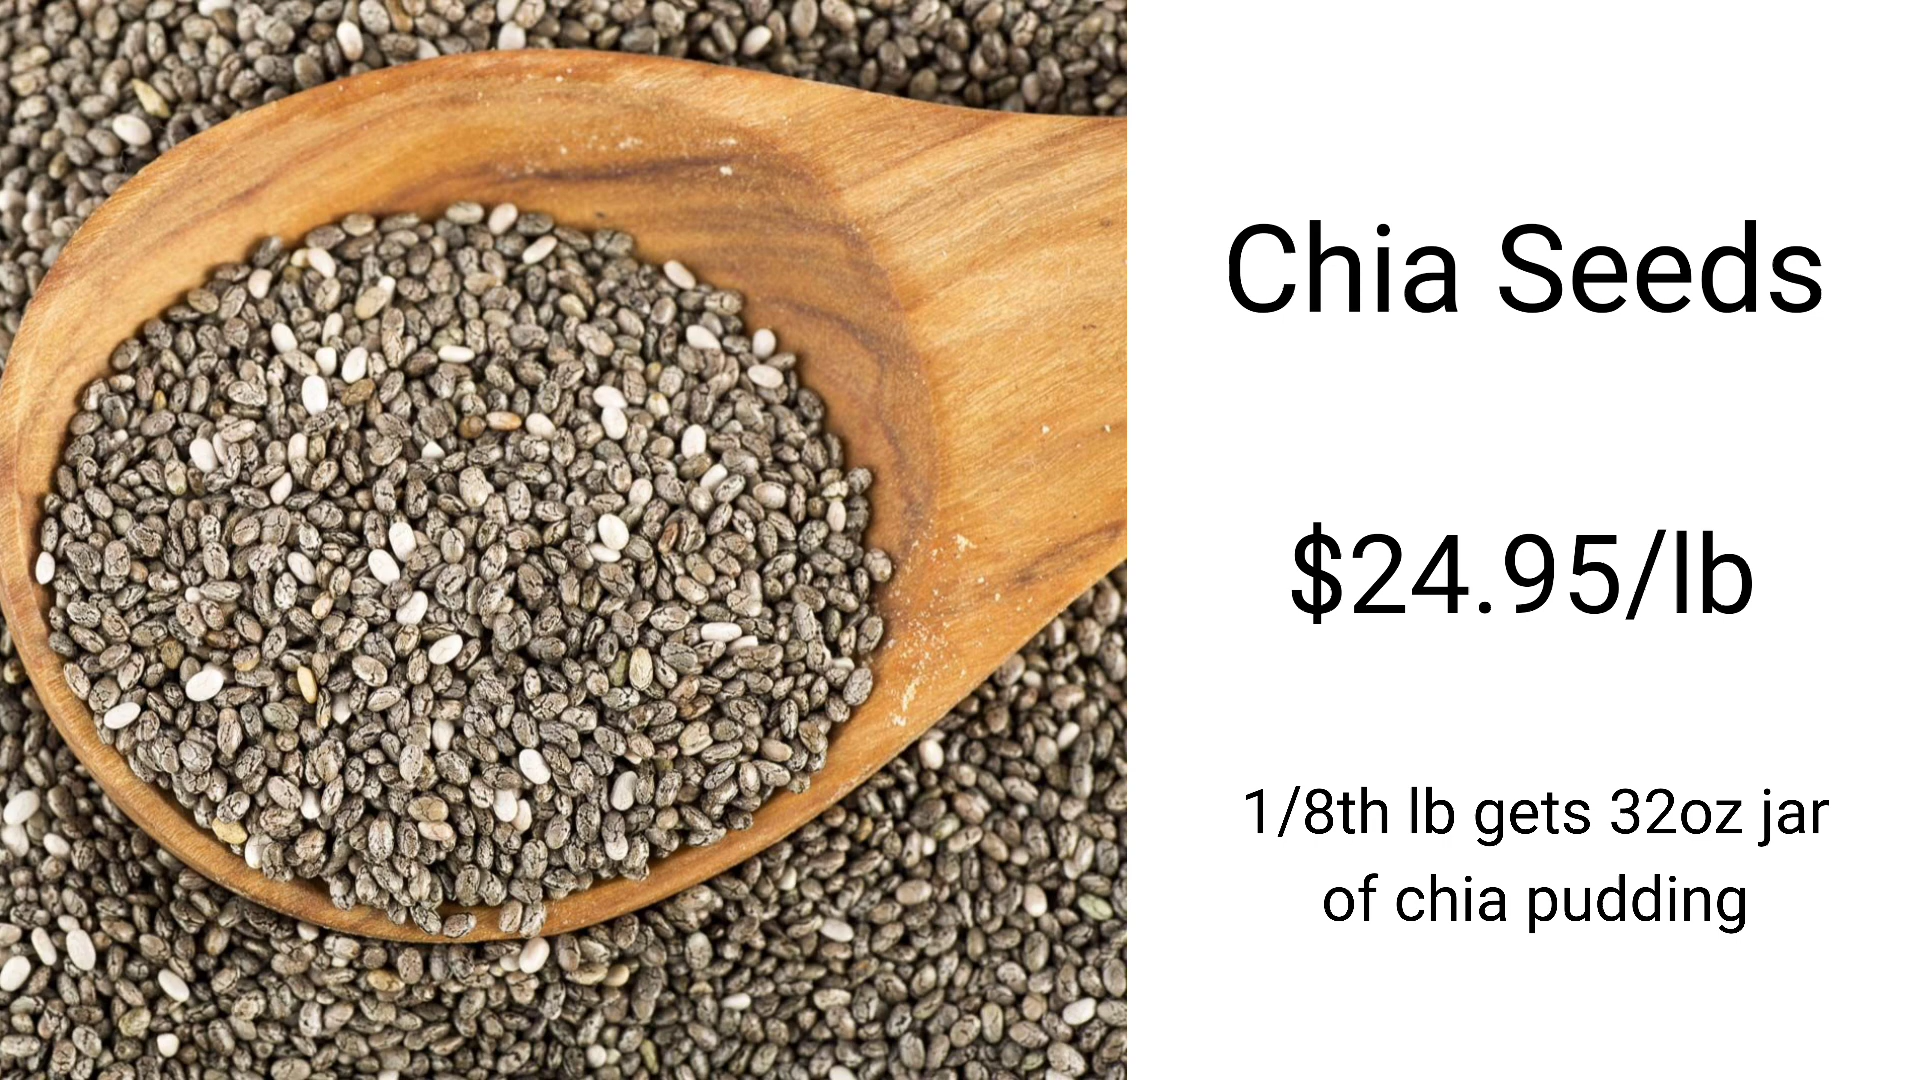 Chia Seeds
$24.95/lb
1/8th lb gets 32oz jar
of chia pudding